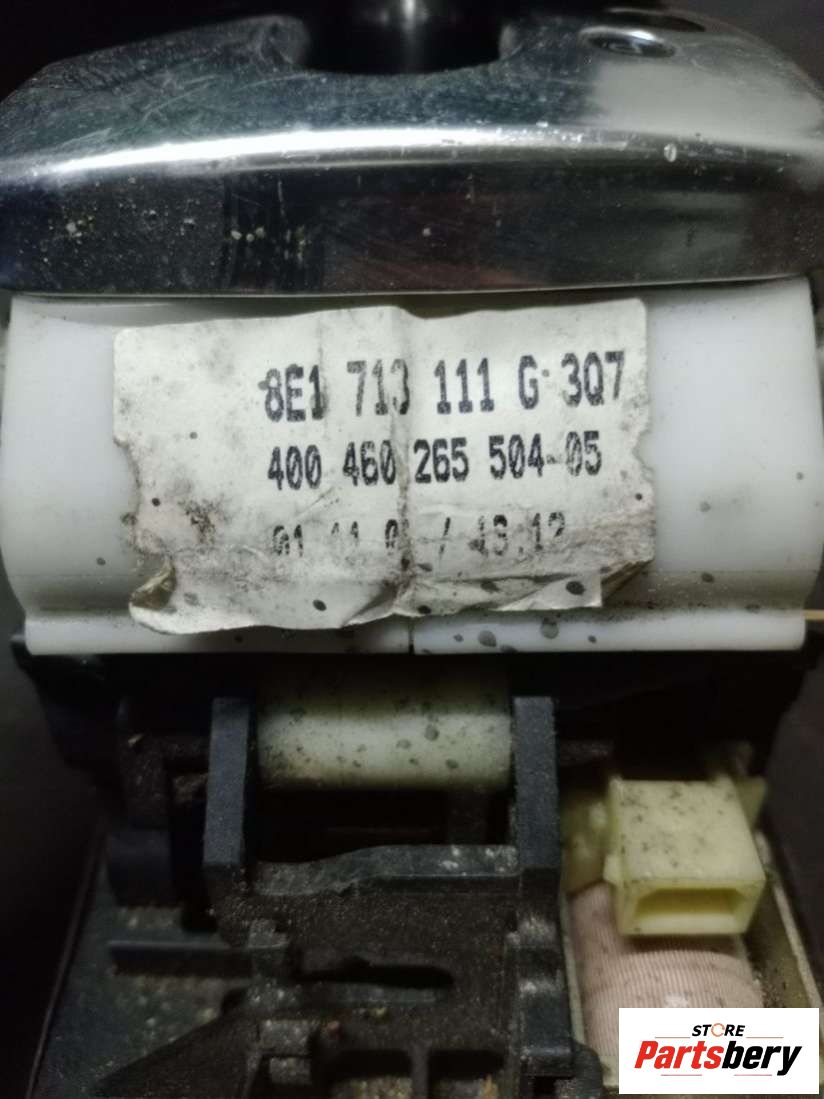 8E1 713 111 G 3Q7
400 460 265 504-05
STORE
Partsbery